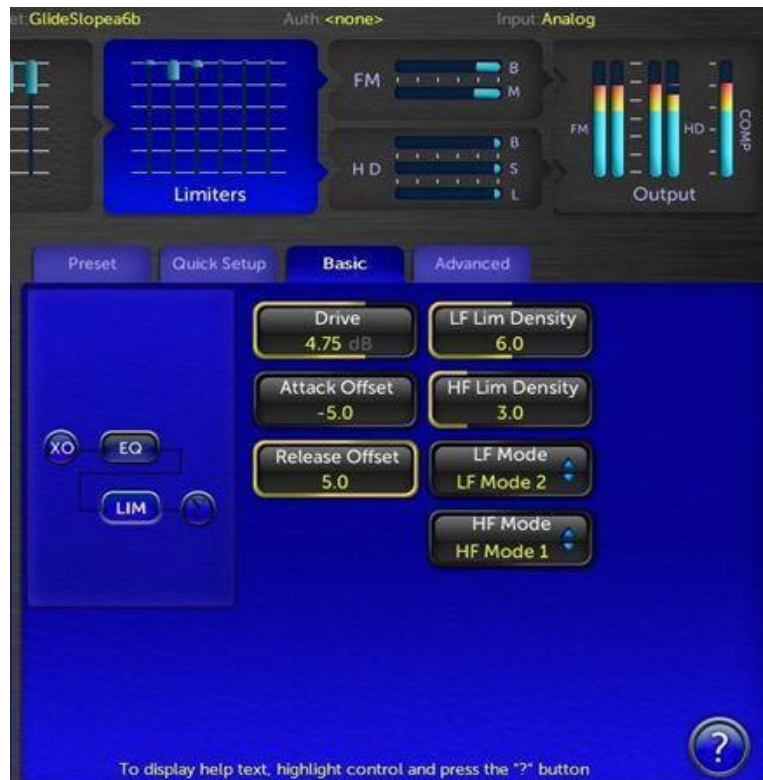 et:GlideSlopea6b Auth:<none> Input:Analog
FM B
M
HD B
S
L
FM HD COMP
Limiters Output
Preset Quick Setup Basic Advanced
Drive LF Lim Density
4.75 dB 6.0
Attack Offset HF Lim Density
-5.0 3.0
Release Offset LF Mode
5.0 LF Mode 2
HF Mode
HF Mode 1
XO EQ
LIM
To display help text, highlight control and press the "?" button
?